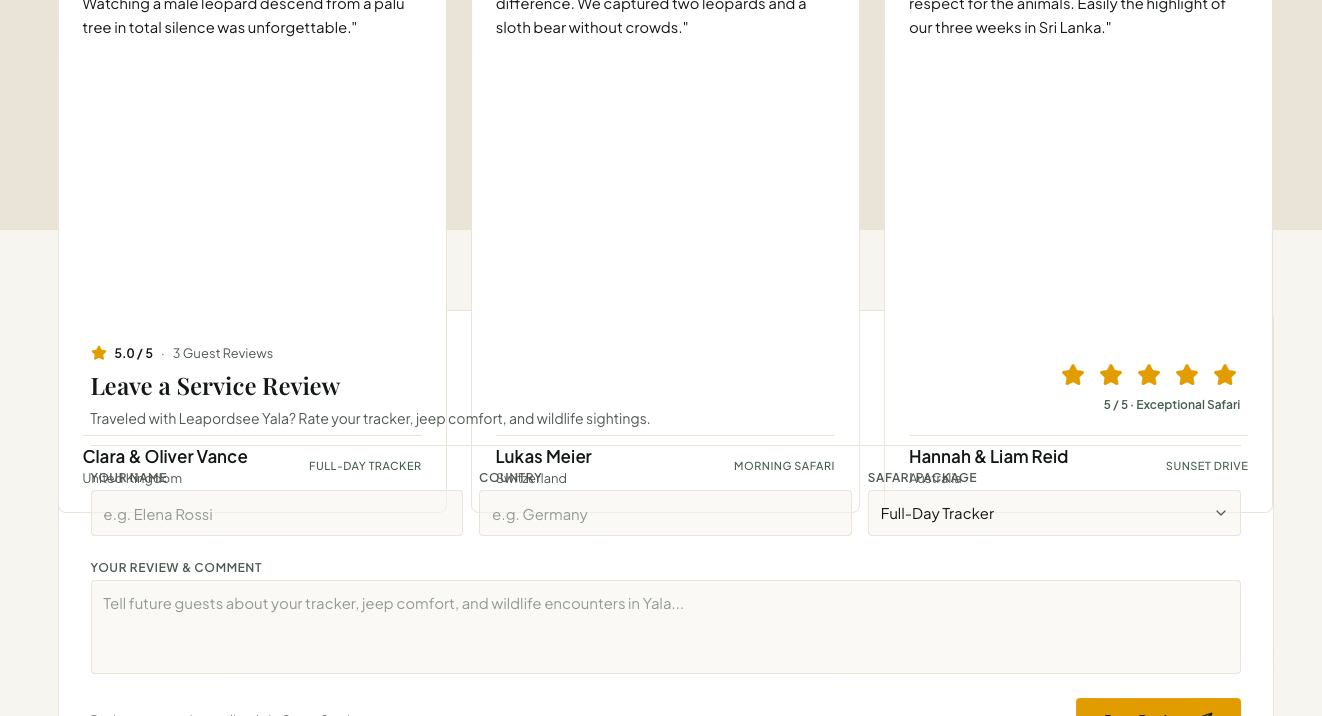 Watching a male leopard descend from a palu
tree in total silence was unforgettable."
difference. We captured two leopards and a
sloth bear without crowds."
respect for the animals. Easily the highlight of
our three weeks in Sri Lanka."
5.0 / 5 · 3 Guest Reviews
Leave a Service Review
Traveled with Leapordsee Yala? Rate your tracker, jeep comfort, and wildlife sightings.
5 / 5 · Exceptional Safari
Clara & Oliver Vance
United Kingdom
FULL-DAY TRACKER
Lukas Meier
Switzerland
MORNING SAFARI
Hannah & Liam Reid
Australia
SUNSET DRIVE
YOUR NAME
e.g. Elena Rossi
COUNTRY
e.g. Germany
SAFARI PACKAGE
Full-Day Tracker
YOUR REVIEW & COMMENT
Tell future guests about your tracker, jeep comfort, and wildlife encounters in Yala...